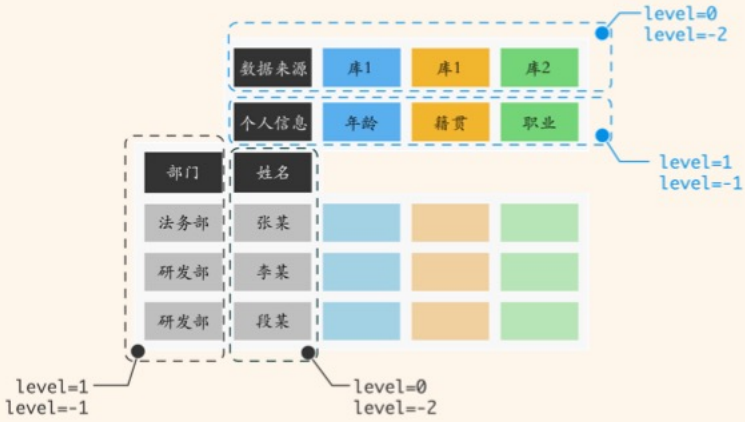 level=0
level=-2
数据来源 库1 库1 库2
个人信息 年龄 籍贯 职业
level=1
level=-1
部门 姓名
法务部 张某
研发部 李某
研发部 段某
level=1
level=-1
level=0
level=-2